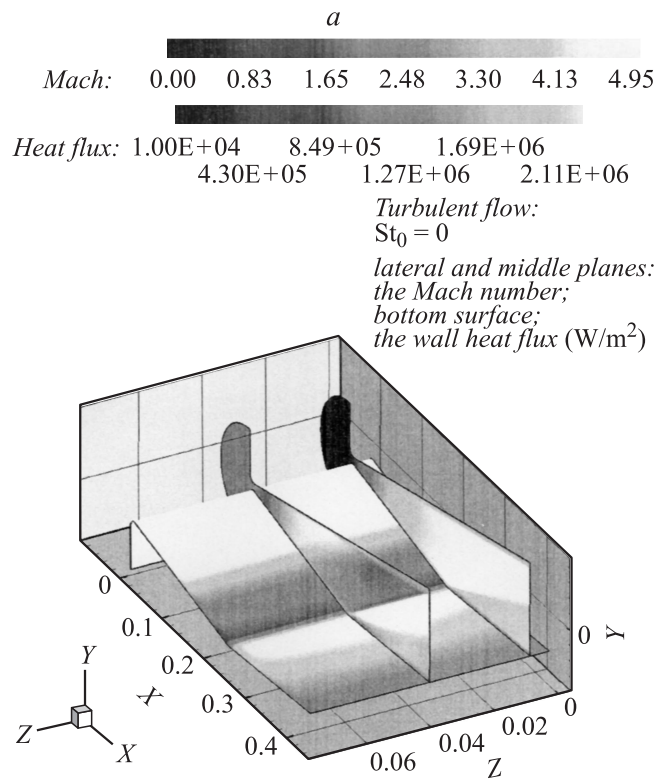 a
Mach: 0.00 0.83 1.65 2.48 3.30 4.13 4.95
Heat flux: 1.00E+04 8.49+05 1.69E+06
4.30E+05 1.27E+06 2.11E+06
Turbulent flow:
St₀ = 0
lateral and middle planes:
the Mach number;
bottom surface;
the wall heat flux (W/m²)
0
0.1
0.2
0.3
0.4
X
0.06
0.04
0.02
0
Z
0
Y
Y
Z
X